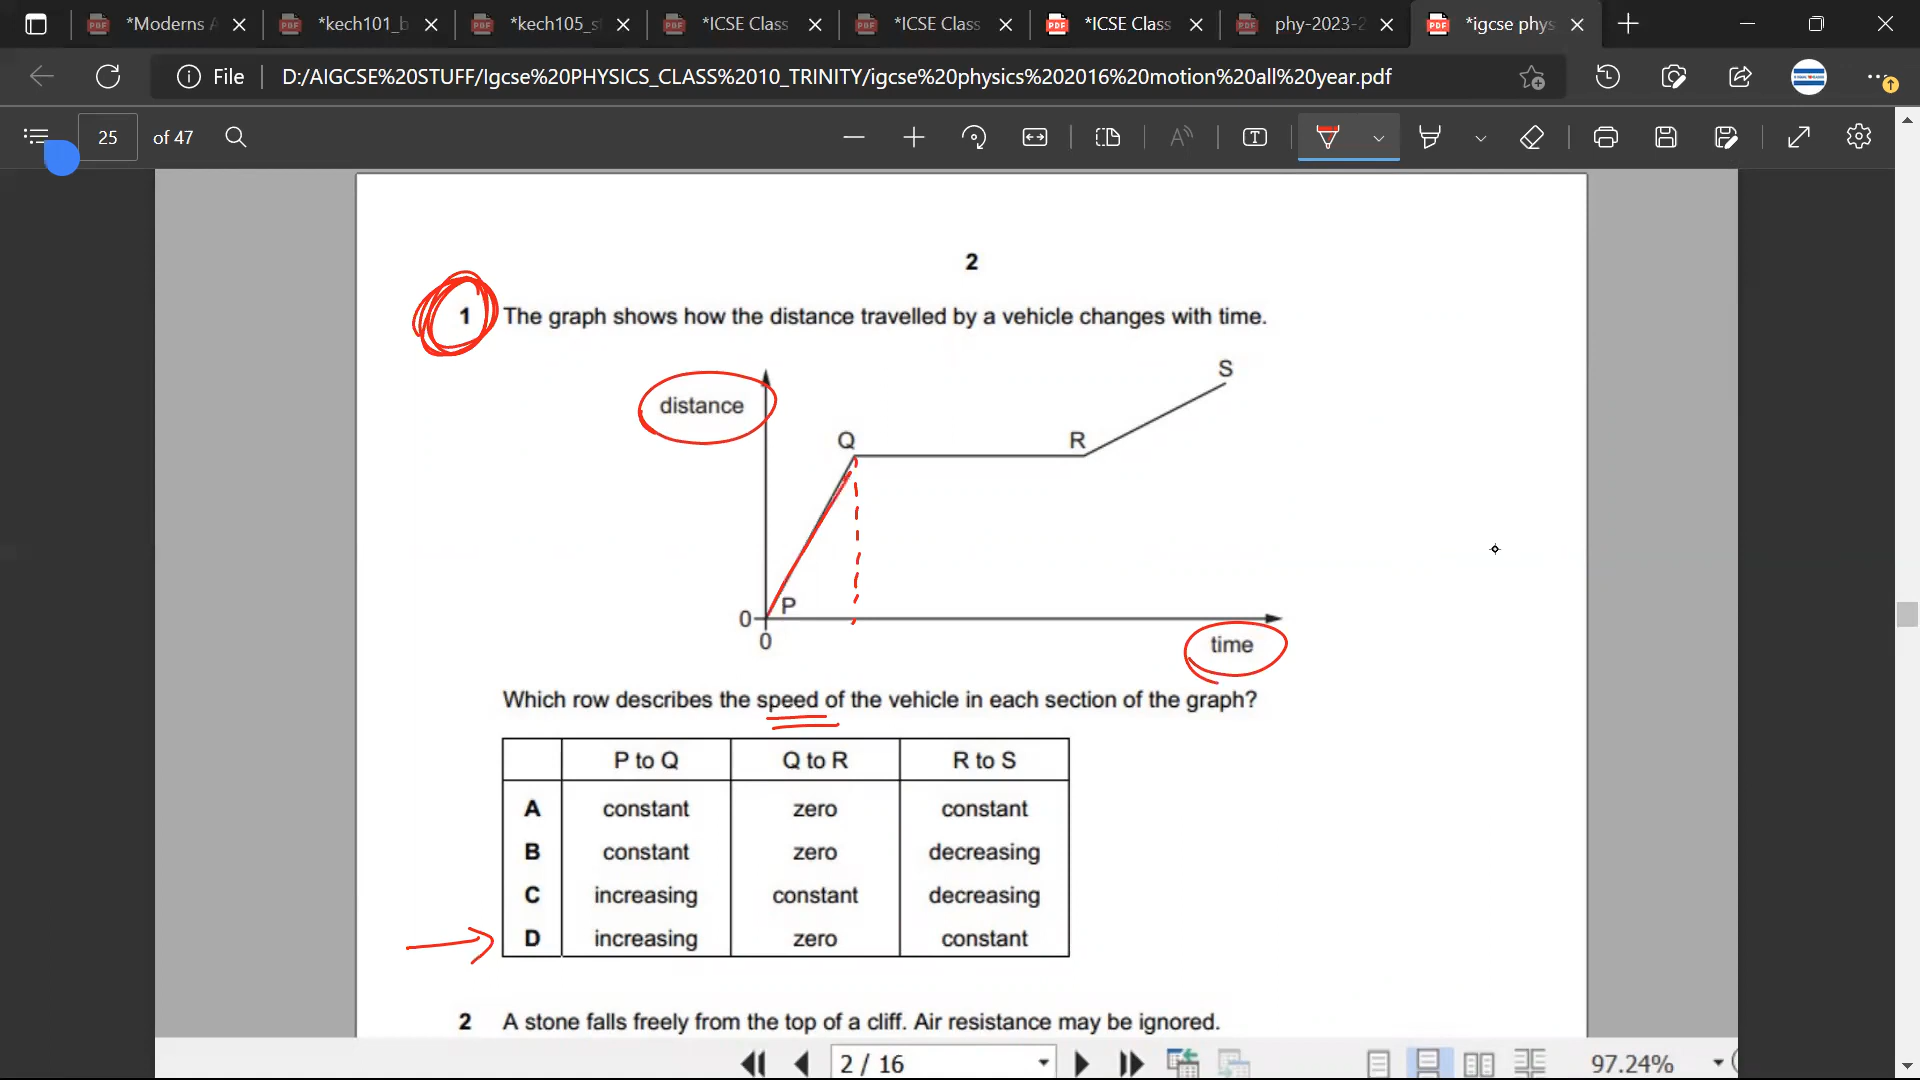 *Moderns A
*kech101_b
*kech105_s
*ICSE Class
*ICSE Class
*ICSE Class
phy-2023-2
*igcse phys
File
D:/AIGCSE%20STUFF/Igcse%20PHYSICS_CLASS%2010_TRINITY/igcse%20physics%202016%20motion%20all%20year.pdf
25 of 47
2
1 The graph shows how the distance travelled by a vehicle changes with time.
S
distance
Q R
P
0
0
time
Which row describes the speed of the vehicle in each section of the graph?
P to Q Q to R R to S
A constant zero constant
B constant zero decreasing
C increasing constant decreasing
D increasing zero constant
2 A stone falls freely from the top of a cliff. Air resistance may be ignored.
2 / 16 97.24%